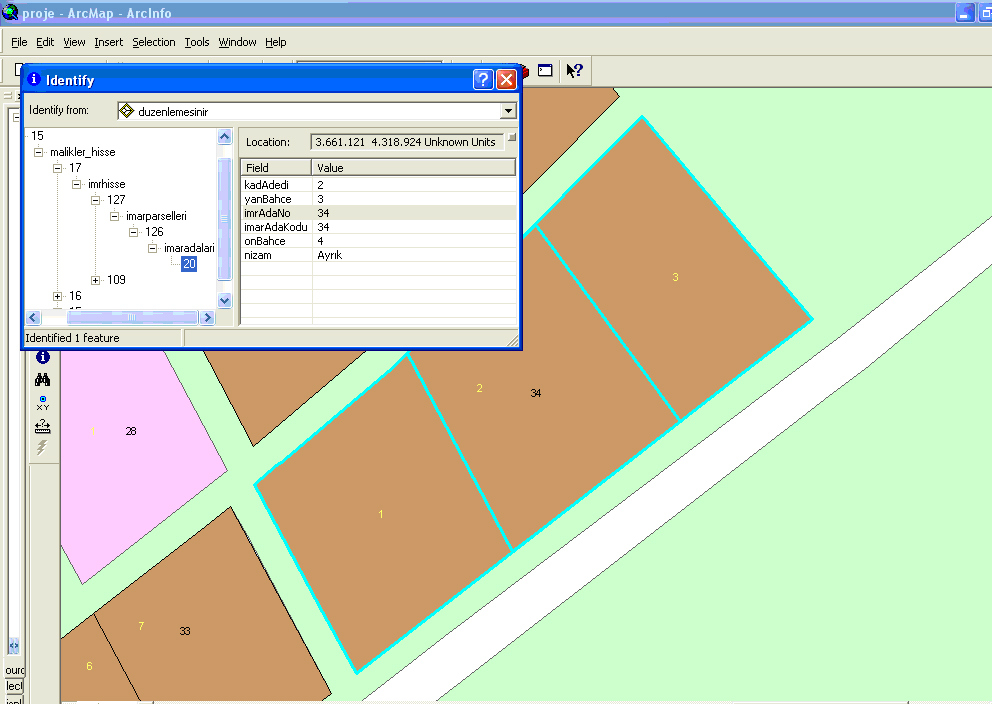 proje - ArcMap - ArcInfo
File Edit View Insert Selection Tools Window Help
Identify
Identify from: duzenlemesinir
15
malikler_hisse
17
imrhisse
127
imarparselleri
126
imaradalari
20
109
16
Location: 3.661.121 4.318.924 Unknown Units
Field Value
kadAdedi 2
yanBahce 3
imrAdaNo 34
imarAdaKodu 34
onBahce 4
nizam Ayrık
Identified 1 feature
XY
3
2
34
1
28
1
7
33
6